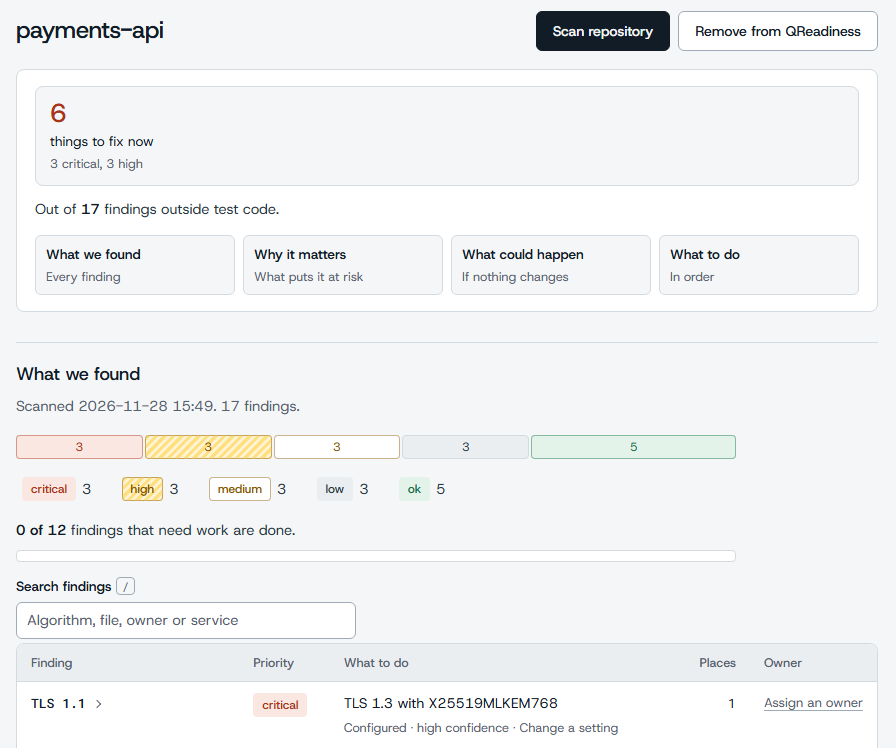 payments-api
Scan repository
Remove from QReadiness
6
things to fix now
3 critical, 3 high
Out of 17 findings outside test code.
What we found
Every finding
Why it matters
What puts it at risk
What could happen
If nothing changes
What to do
In order
What we found
Scanned 2026-11-28 15:49. 17 findings.
3 3 3 3 5
critical 3 high 3 medium 3 low 3 ok 5
0 of 12 findings that need work are done.
Search findings /
Algorithm, file, owner or service
Finding Priority What to do Places Owner
TLS 1.1 > critical TLS 1.3 with X25519MLKEM768 1 Assign an owner
Configured · high confidence · Change a setting